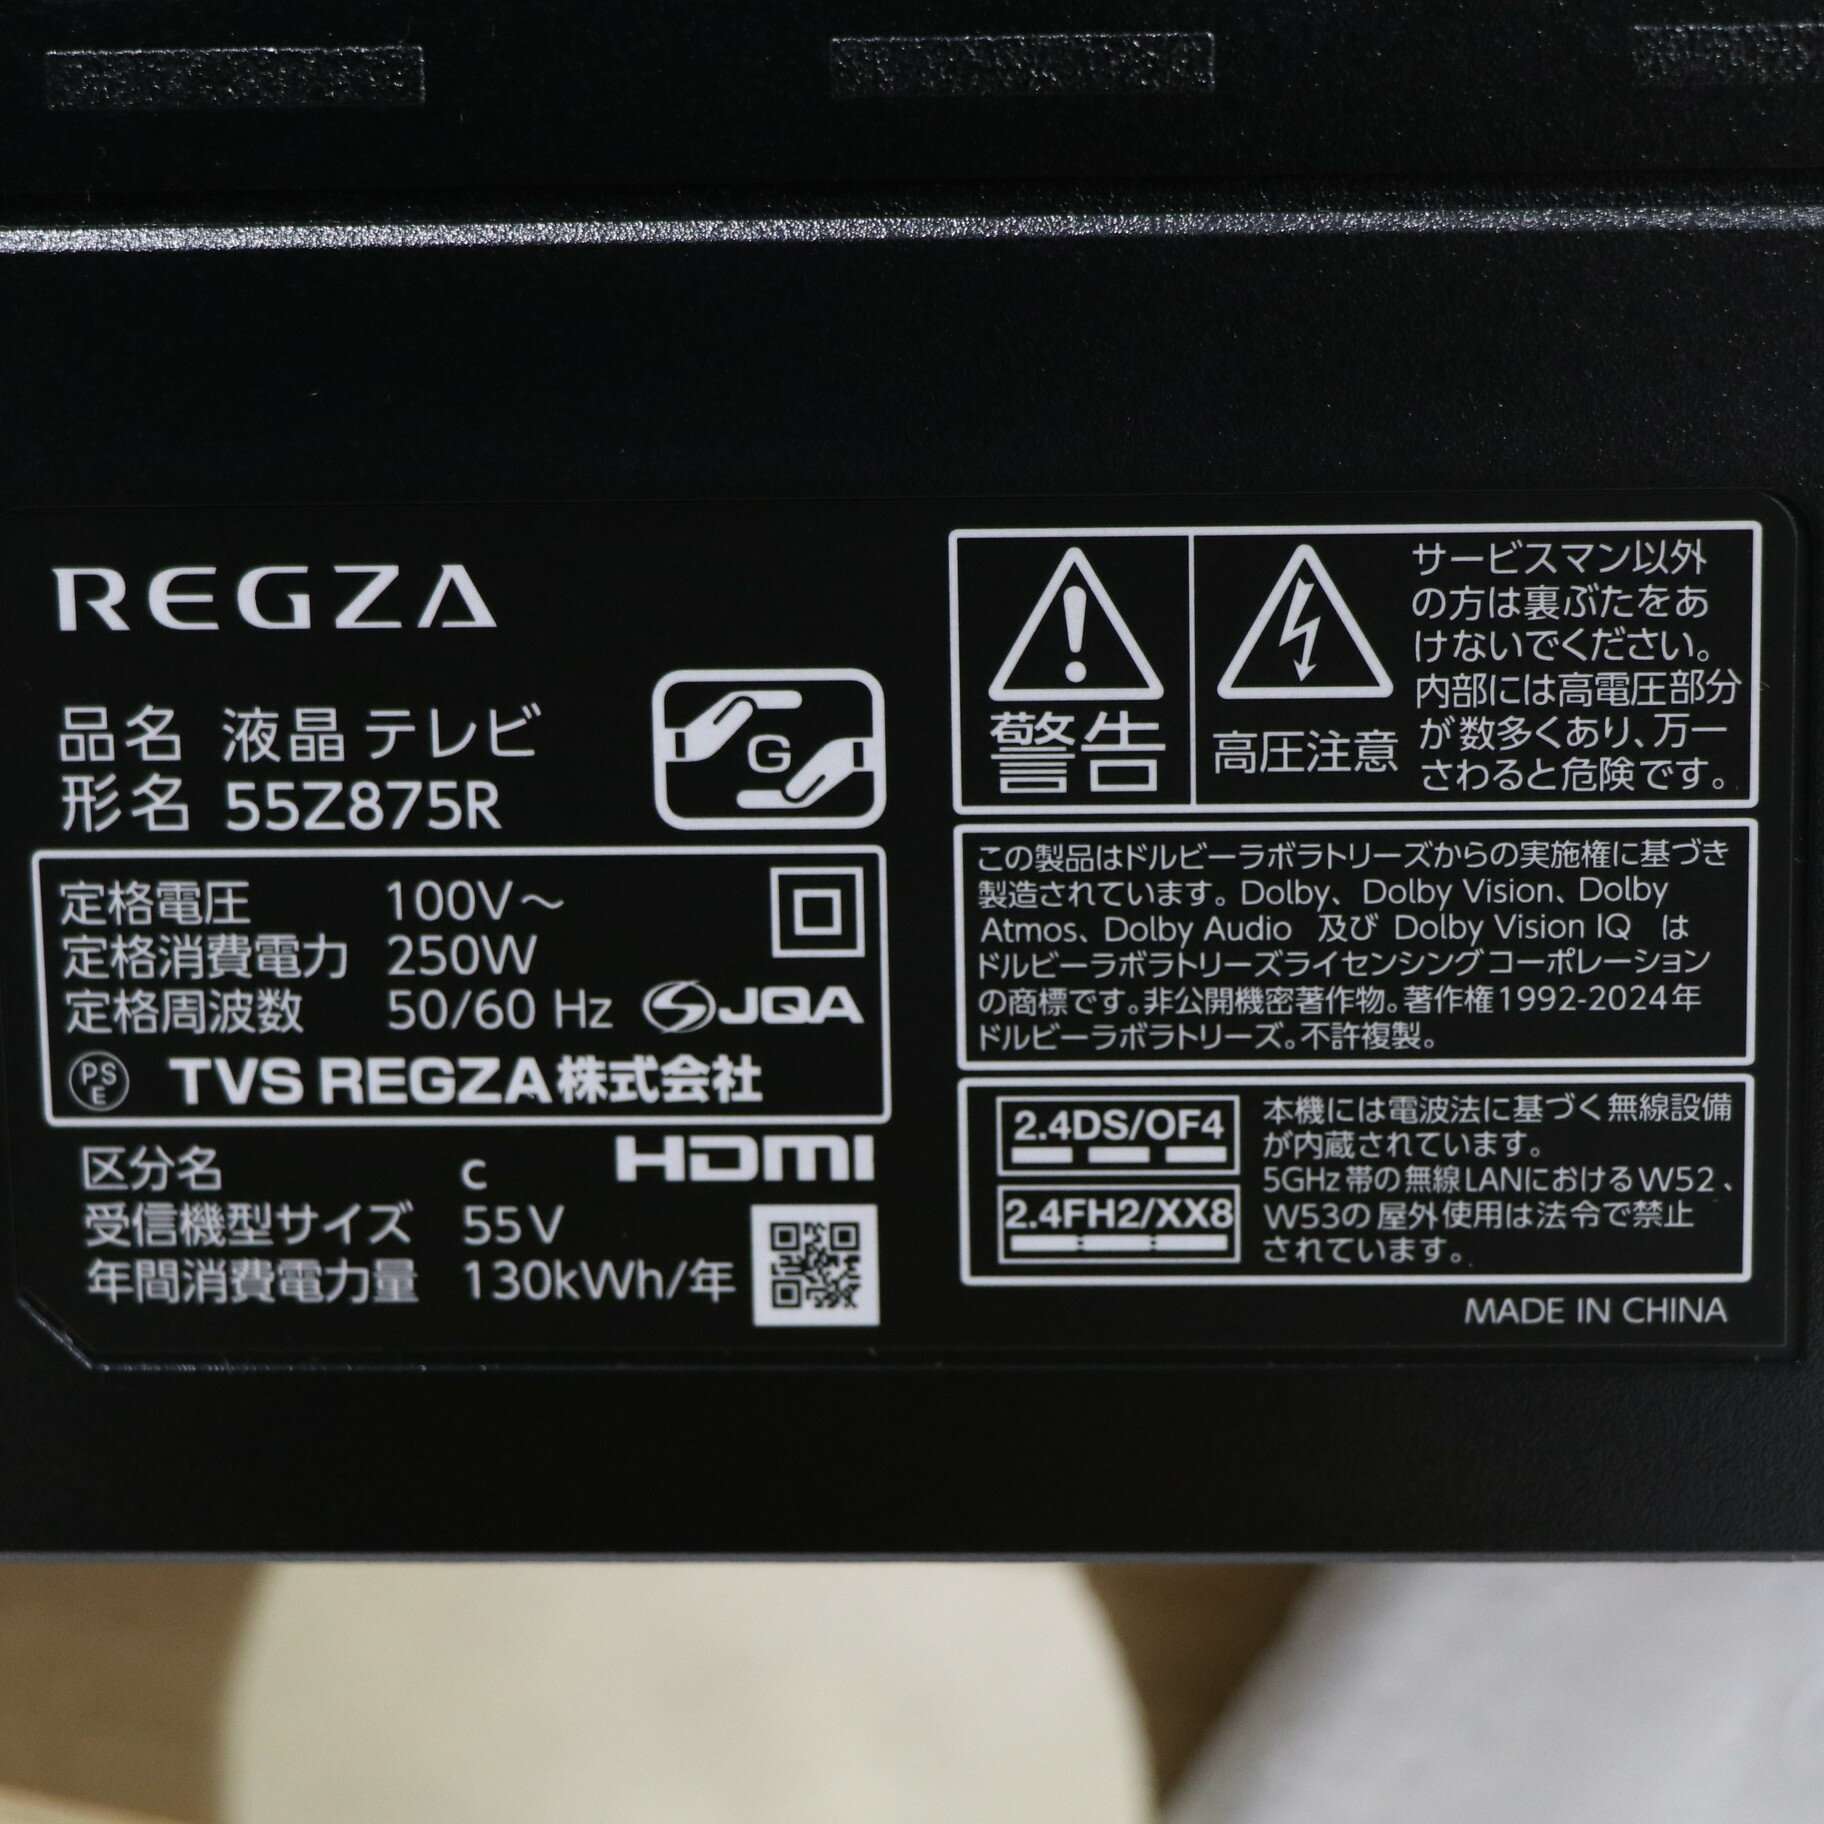 REGZA
品名 液晶テレビ
形名 55Z875R
G
定格電圧 100V～
定格消費電力 250W
定格周波数 50/60 Hz
JQA
PSE
TVS REGZA株式会社
区分名 c
HDMI
受信機型サイズ 55V
年間消費電力量 130kWh/年
警告
高圧注意
サービスマン以外
の方は裏ぶたをあ
けないでください。
内部には高電圧部分
が数多くあり、万一
さわると危険です。
この製品はドルビーラボラトリーズからの実施権に基づき
製造されています。Dolby、Dolby Vision、Dolby
Atmos、Dolby Audio 及び Dolby Vision IQ は
ドルビーラボラトリーズライセンシングコーポレーション
の商標です。非公開機密著作物。著作権1992-2024年
ドルビーラボラトリーズ。不許複製。
2.4DS/OF4
2.4FH2/XX8
本機には電波法に基づく無線設備
が内蔵されています。
5GHz帯の無線LANにおけるW52、
W53の屋外使用は法令で禁止
されています。
MADE IN CHINA